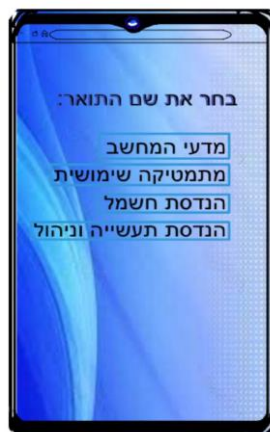 בחר את שם התואר:
מדעי המחשב
מתמטיקה שימושית
הנדסת חשמל
הנדסת תעשייה וניהול